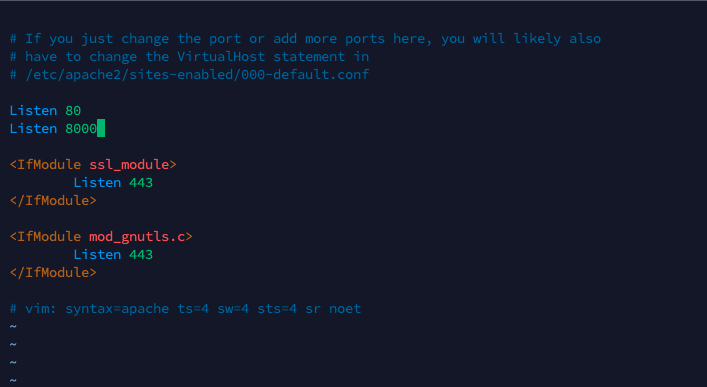 # If you just change the port or add more ports here, you will likely also
# have to change the VirtualHost statement in
# /etc/apache2/sites-enabled/000-default.conf
Listen 80
Listen 8000
<IfModule ssl_module>
Listen 443
</IfModule>
<IfModule mod_gnutls.c>
Listen 443
</IfModule>
# vim: syntax=apache ts=4 sw=4 sts=4 sr noet
~
~
~
~